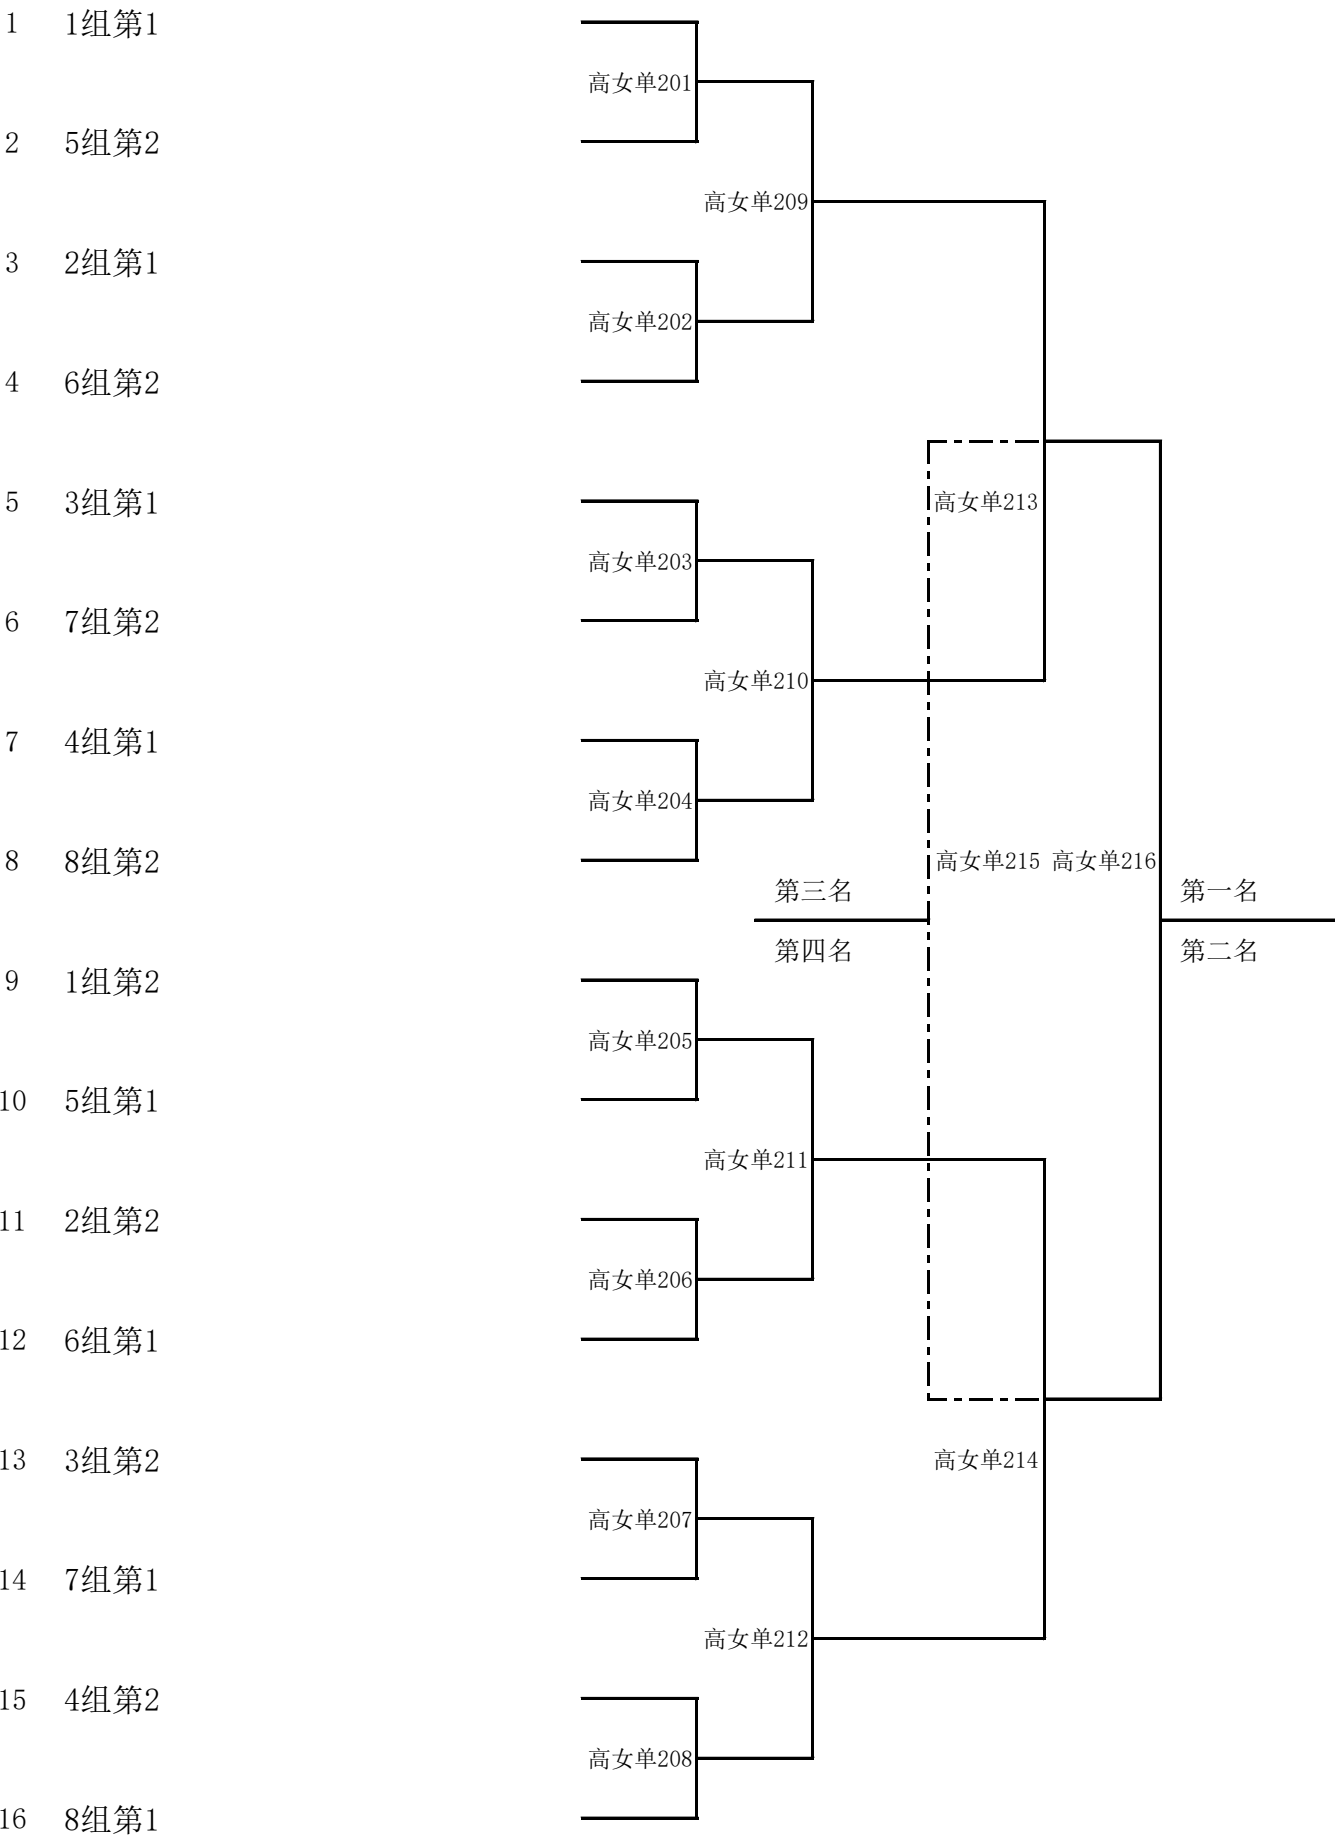 1 1组第1
高女单201
2 5组第2
高女单209
3 2组第1
高女单202
4 6组第2
5 3组第1
高女单213
高女单203
6 7组第2
高女单210
7 4组第1
高女单204
8 8组第2
高女单215 高女单216
第三名 第一名
第四名 第二名
9 1组第2
高女单205
10 5组第1
高女单211
11 2组第2
高女单206
12 6组第1
13 3组第2
高女单214
高女单207
14 7组第1
高女单212
15 4组第2
高女单208
16 8组第1